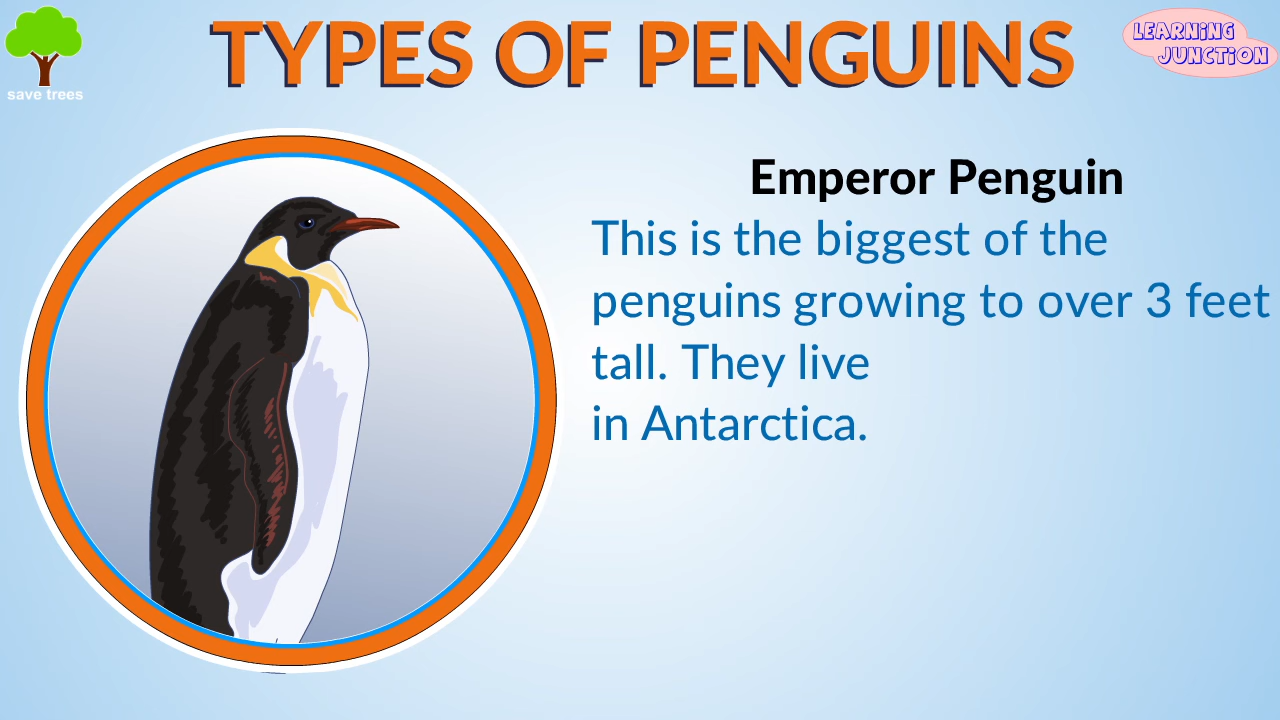 TYPES OF PENGUINS
LEARNING
JUNCTION
save trees
Emperor Penguin
This is the biggest of the
penguins growing to over 3 feet
tall. They live
in Antarctica.